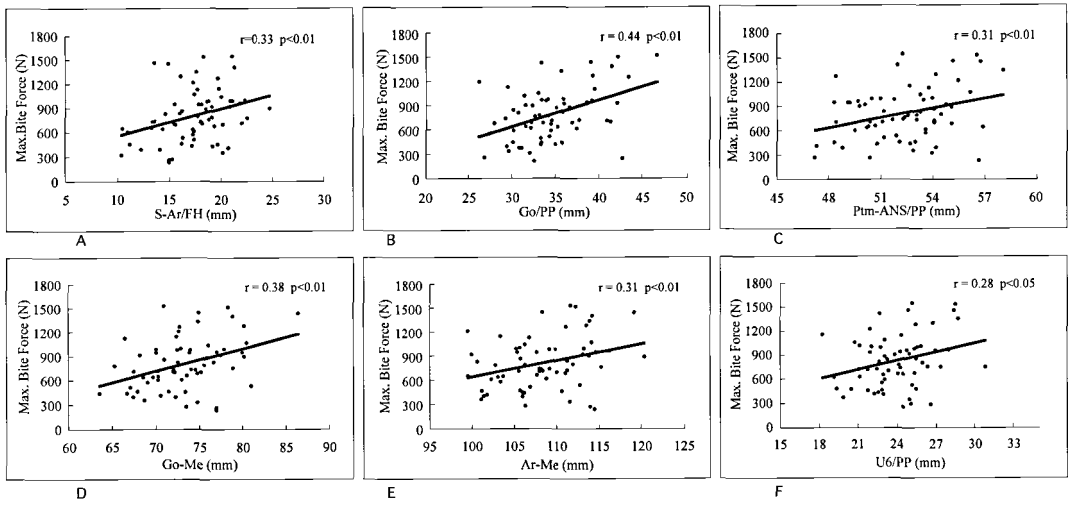 r=0.33 p<0.01
Max.Bite Force (N)
1800
1500
1200
900
600
300
0
5 10 15 20 25 30
S-Ar/FH (mm)
A
r = 0.44 p<0.01
Max. Bite Force (N)
1800
1500
1200
900
600
300
0
20 25 30 35 40 45 50
Go/PP (mm)
B
r = 0.31 p<0.01
Max. Bite Force (N)
1800
1500
1200
900
600
300
0
45 48 51 54 57 60
Ptm-ANS/PP (mm)
C
r = 0.38 p<0.01
Max. Bite Force (N)
1800
1500
1200
900
600
300
0
60 65 70 75 80 85 90
Go-Me (mm)
D
r = 0.31 p<0.01
Max. Bite Force (N)
1800
1500
1200
900
600
300
0
95 100 105 110 115 120 125
Ar-Me (mm)
E
r = 0.28 p<0.05
Max. Bite Force (N)
1800
1500
1200
900
600
300
0
15 18 21 24 27 30 33
U6/PP (mm)
F